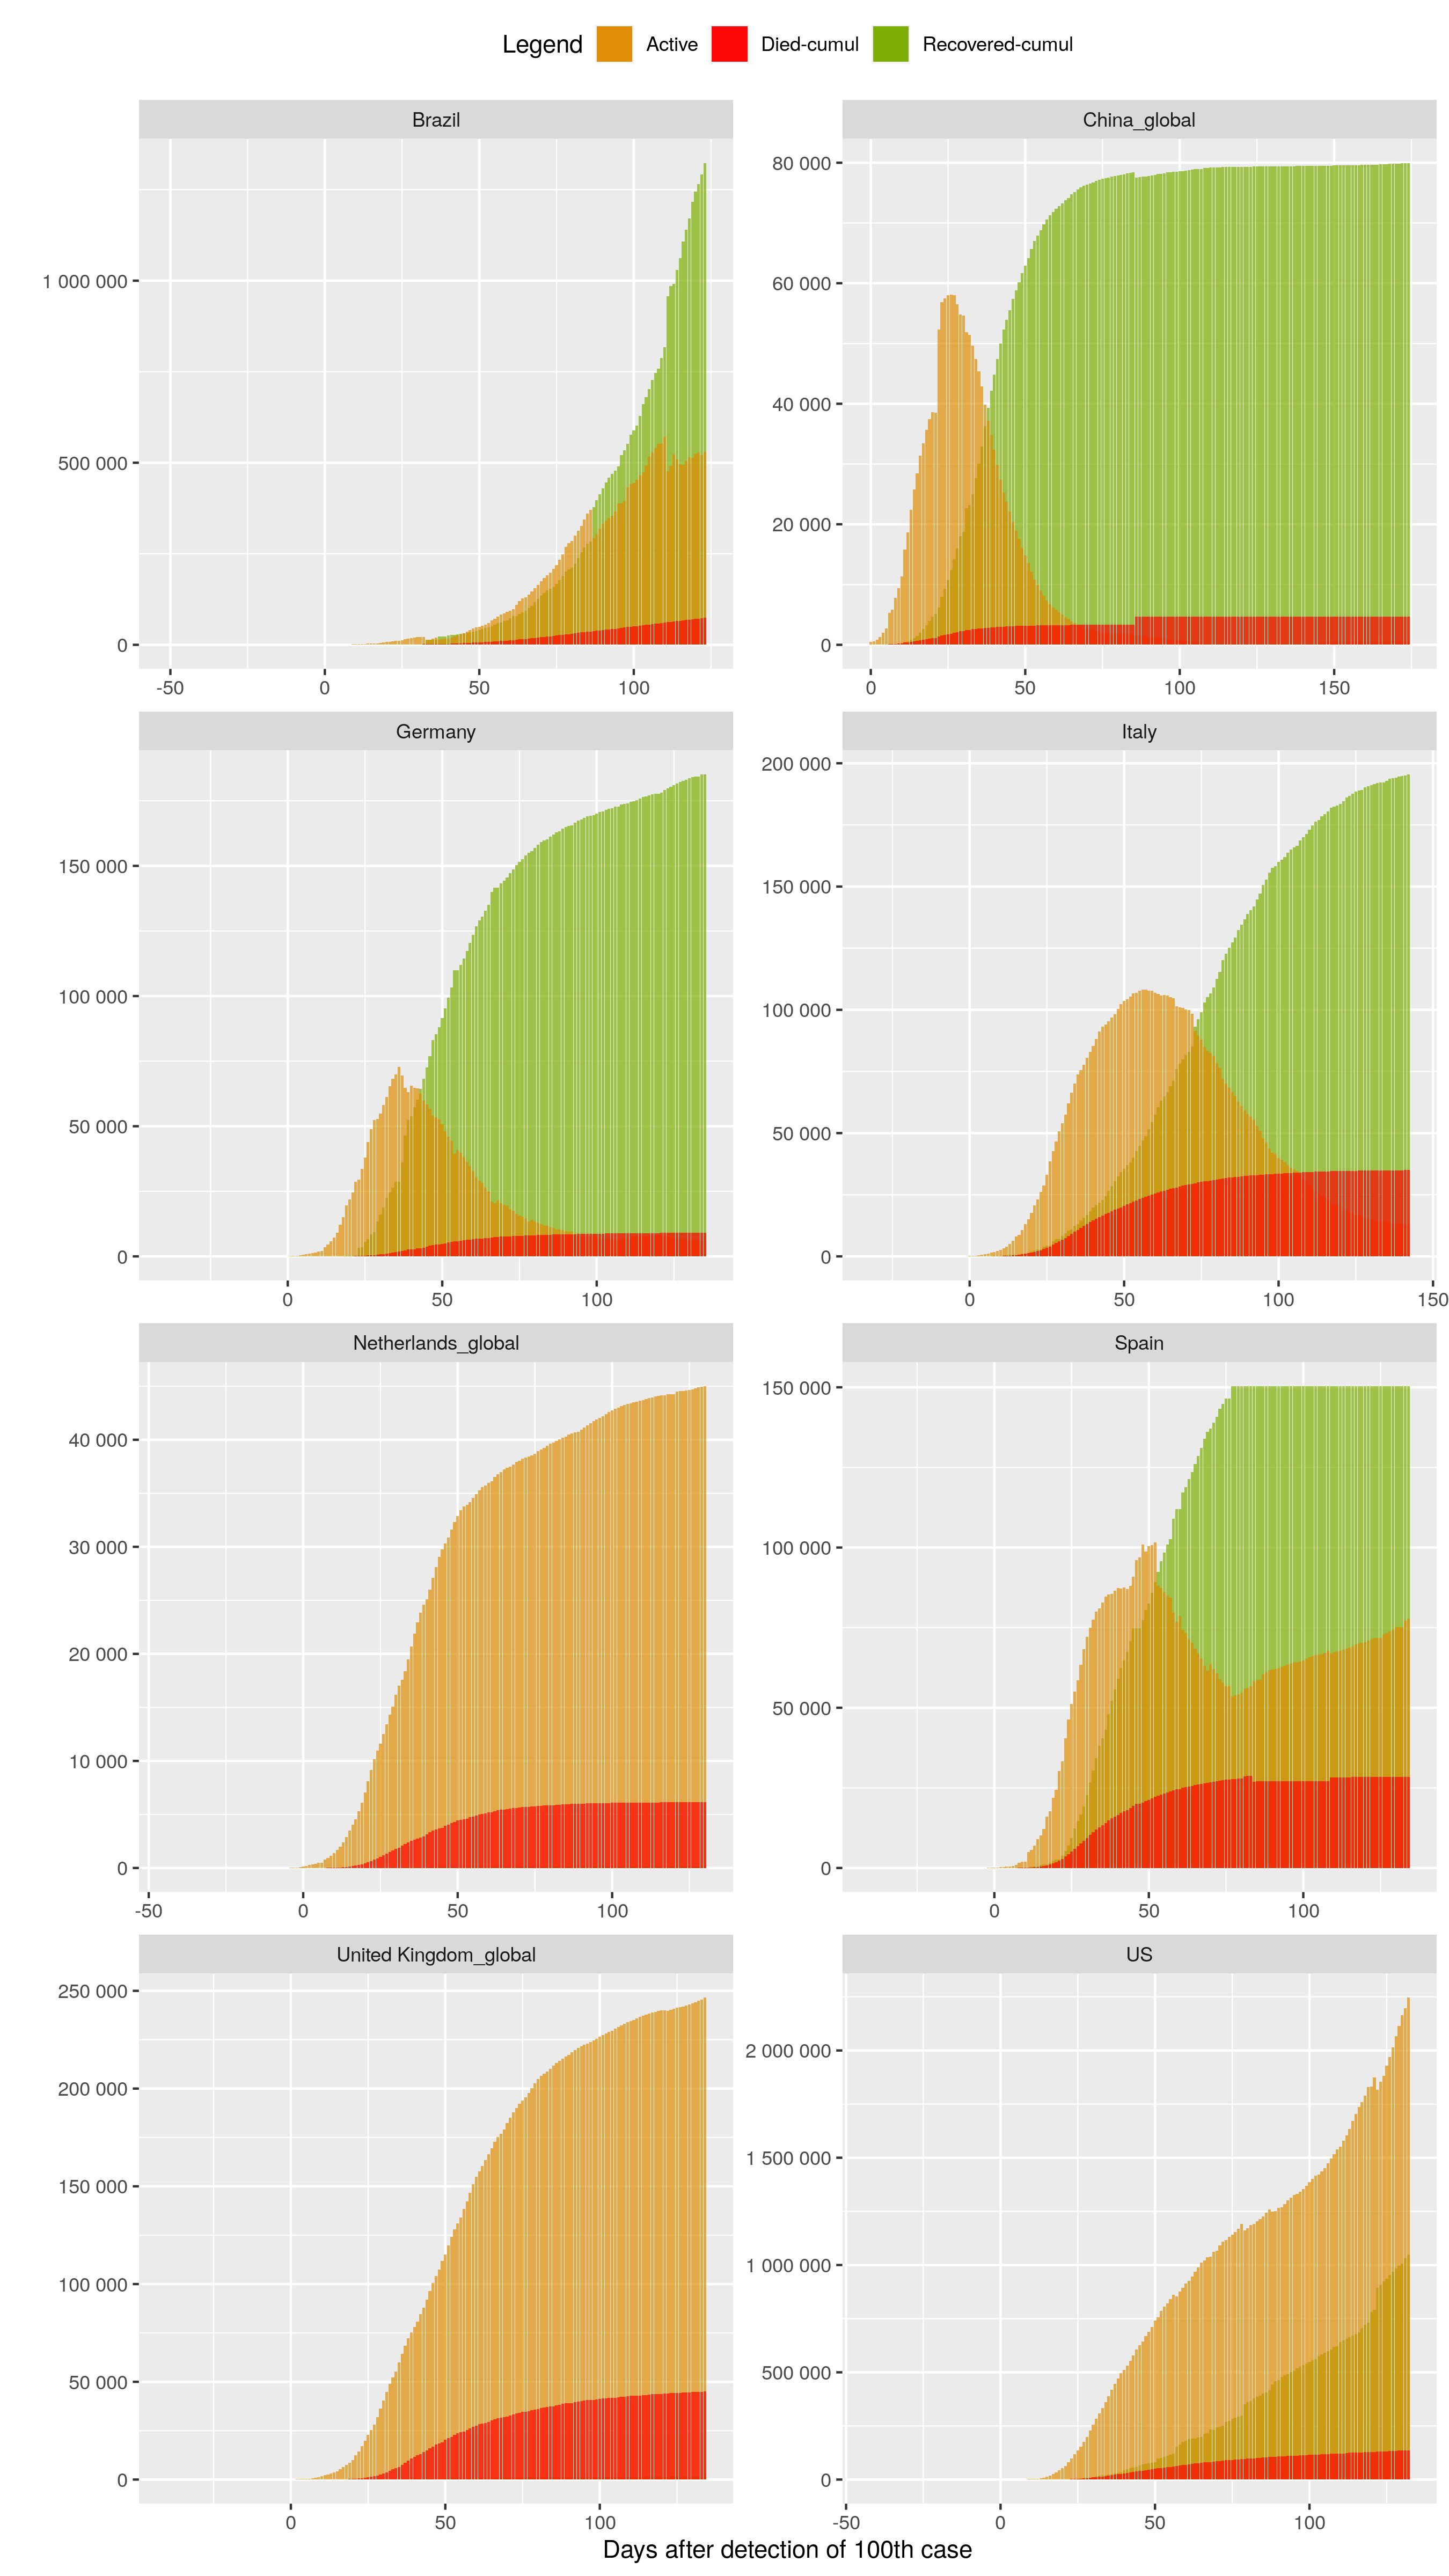 Legend Active Died-cumul Recovered-cumul
Brazil
1 000 000
500 000
0
-50 0 50 100
China_global
80 000
60 000
40 000
20 000
0
0 50 100 150
Germany
150 000
100 000
50 000
0
0 50 100
Italy
200 000
150 000
100 000
50 000
0
0 50 100 150
Netherlands_global
40 000
30 000
20 000
10 000
0
-50 0 50 100
Spain
150 000
100 000
50 000
0
0 50 100
United Kingdom_global
250 000
200 000
150 000
100 000
50 000
0
0 50 100
US
2 000 000
1 500 000
1 000 000
500 000
0
-50 0 50 100
Days after detection of 100th case